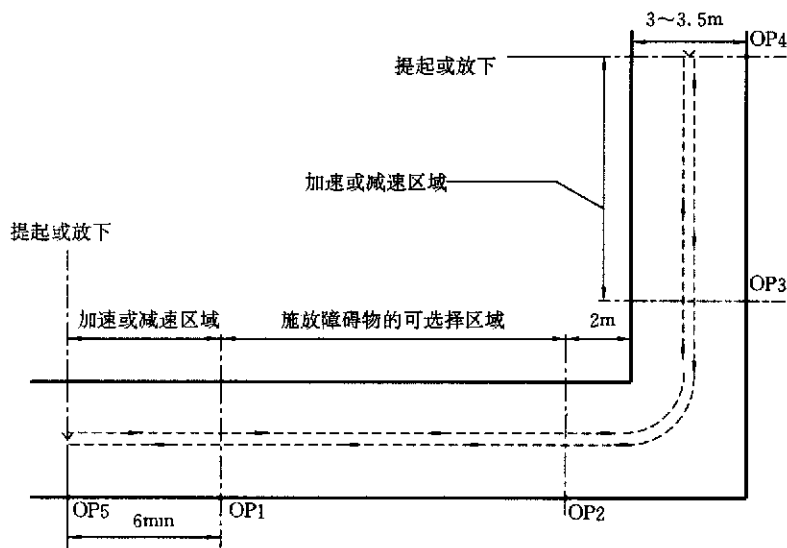 3～3.5m
OP4
提起或放下
加速或减速区域
提起或放下
OP3
加速或减速区域
施放障碍物的可选择区域
2m
OP5
OP1
OP2
6min